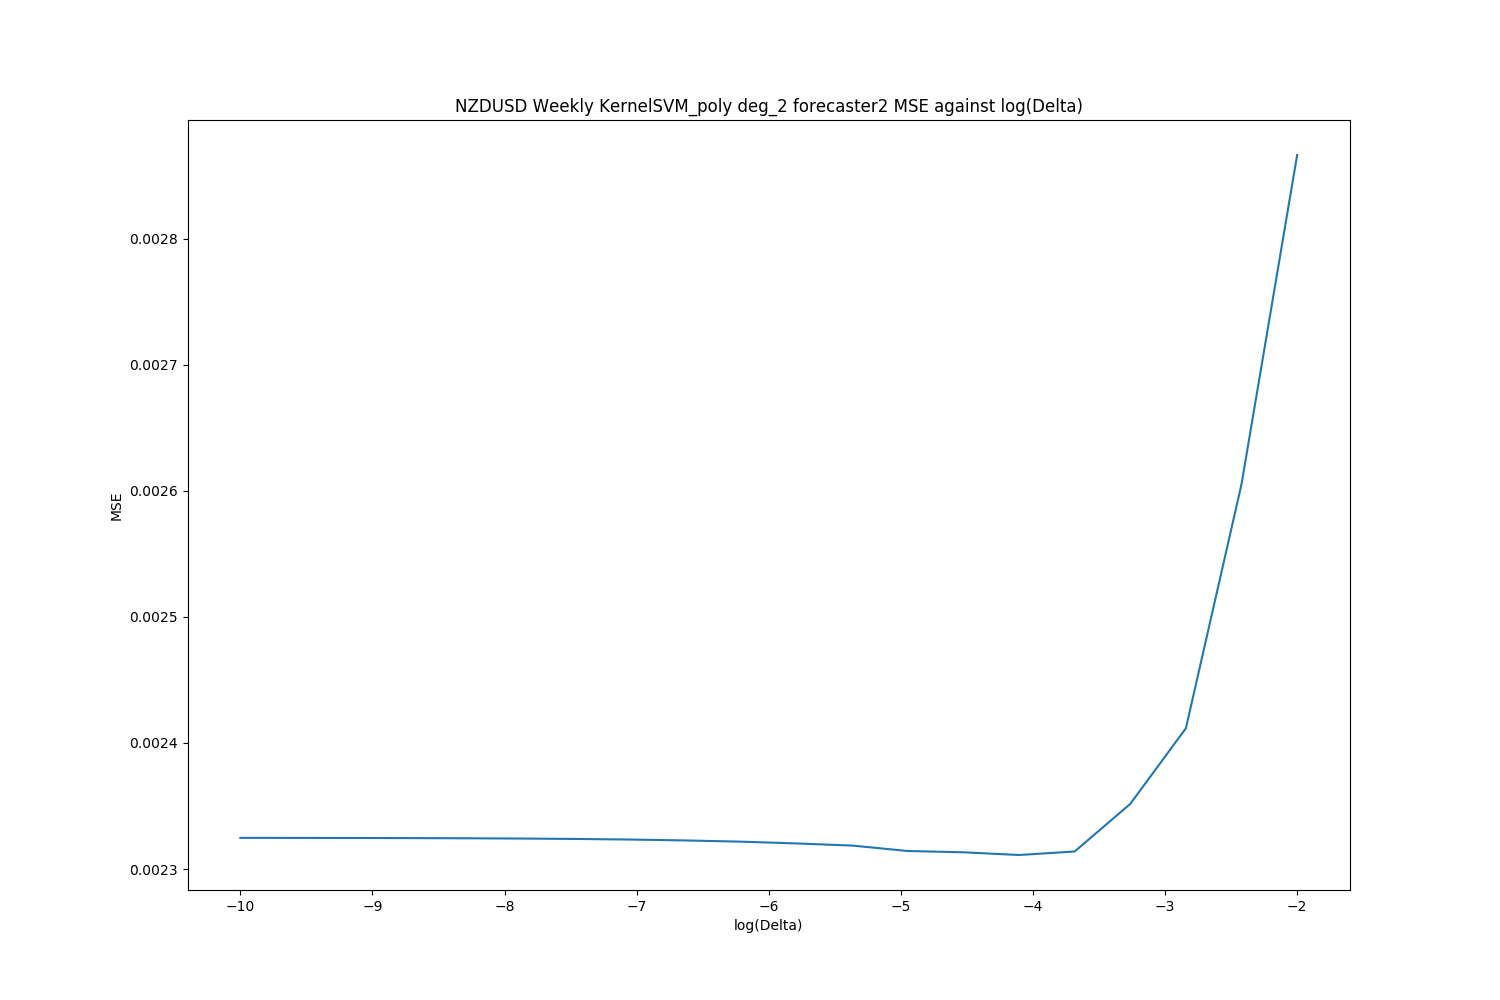 NZDUSD Weekly KernelSVM_poly deg_2 forecaster2 MSE against log(Delta)
0.0028
0.0027
0.0026
0.0025
0.0024
0.0023
MSE
−10 −9 −8 −7 −6 −5 −4 −3 −2
log(Delta)